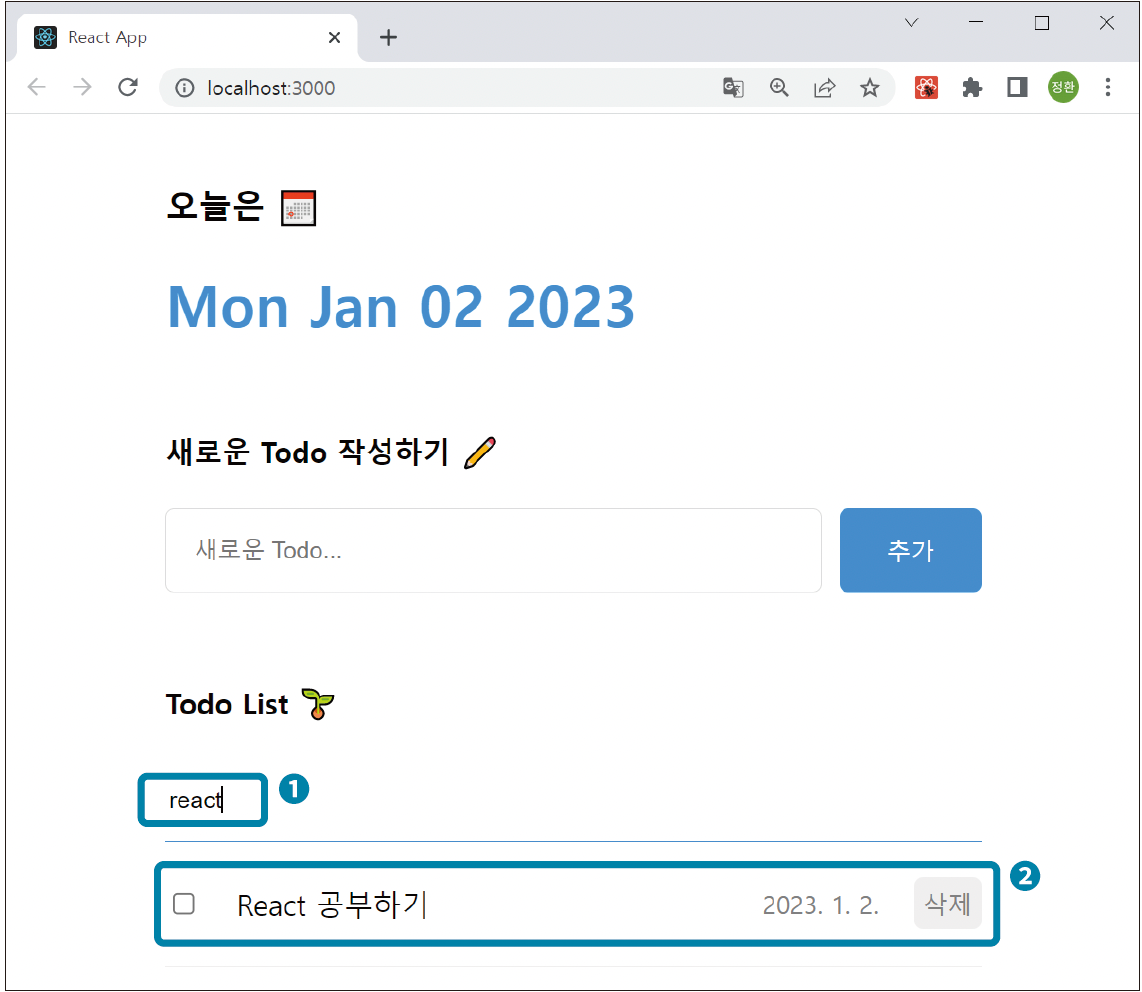 React App
localhost:3000
정환
오늘은
Mon Jan 02 2023
새로운 Todo 작성하기
새로운 Todo...
추가
Todo List
react
1
React 공부하기
2023. 1. 2.
삭제
2